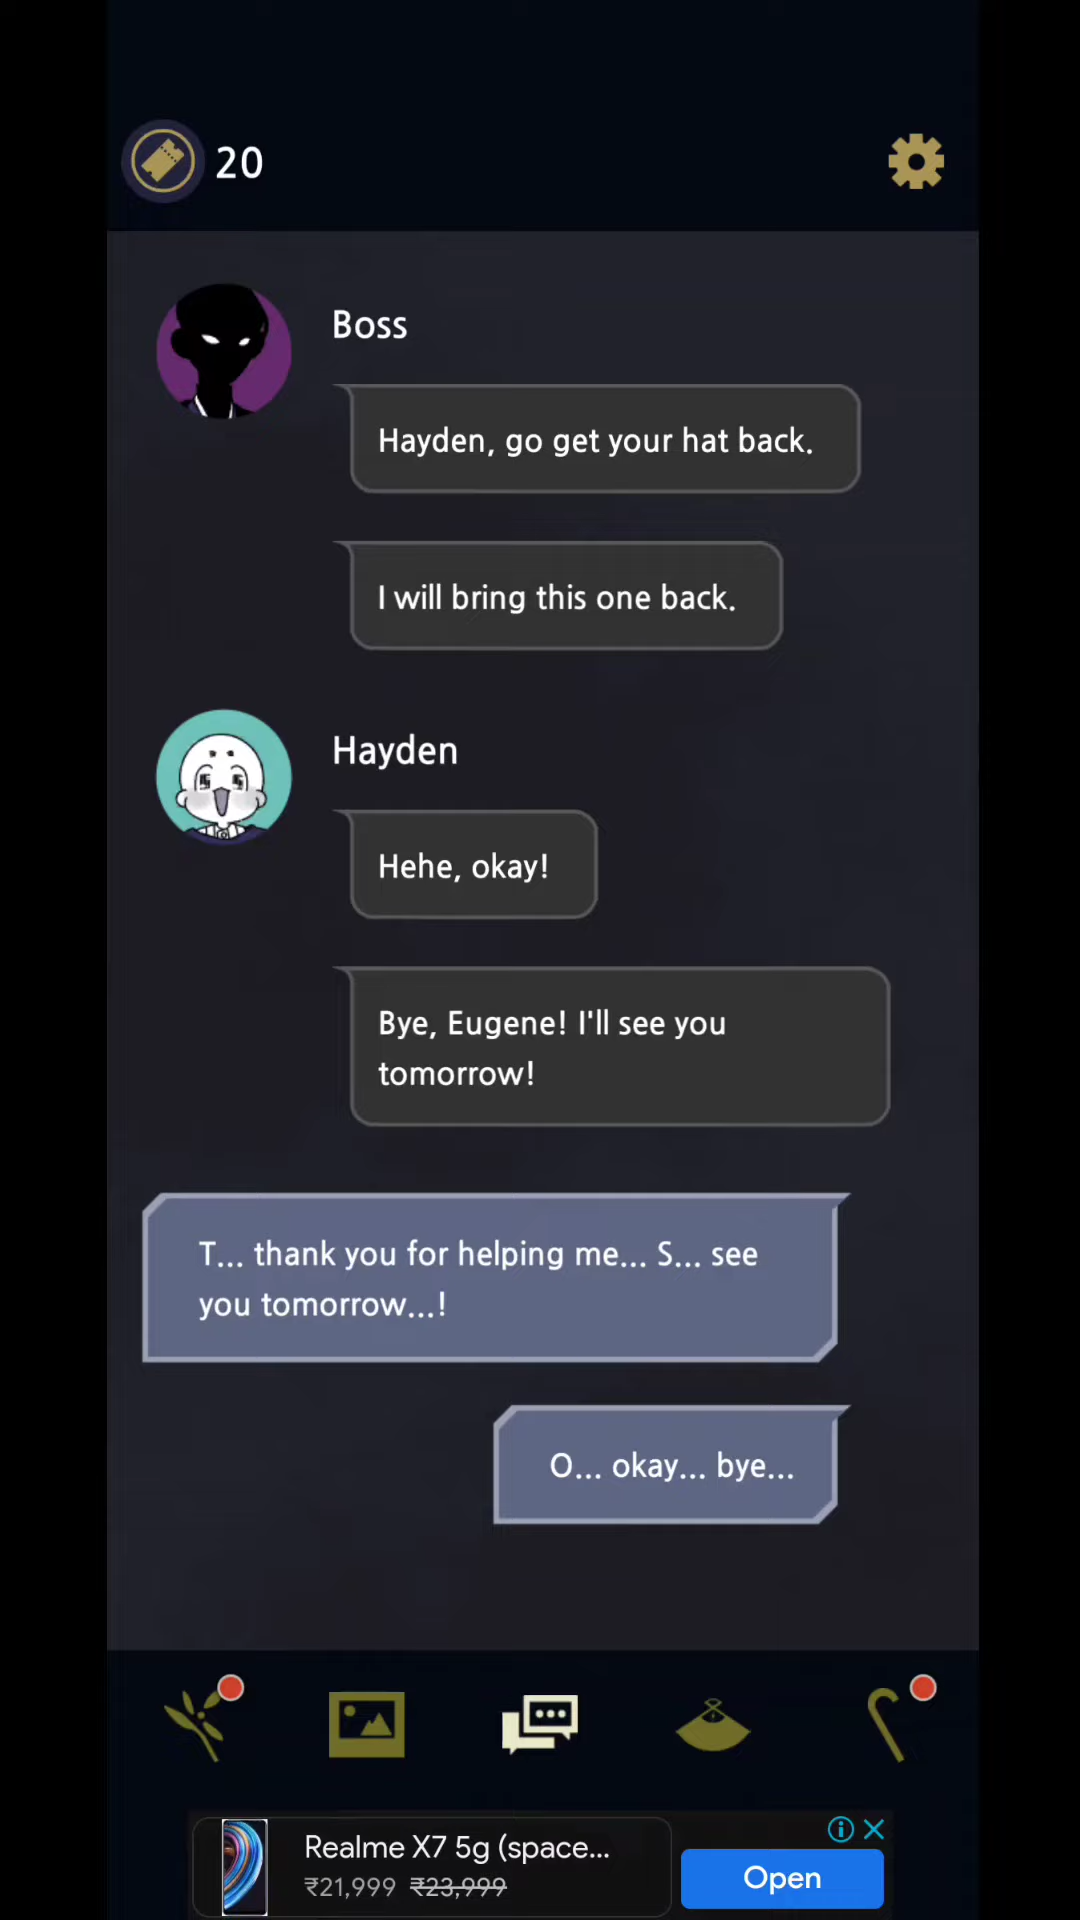 20
Boss
Hayden, go get your hat back.
I will bring this one back.
Hayden
Hehe, okay!
Bye, Eugene! I'll see you
tomorrow!
T... thank you for helping me... S... see
you tomorrow...!
O... okay... bye...
Realme X7 5g (space...
₹21,999 ₹23,999
Open